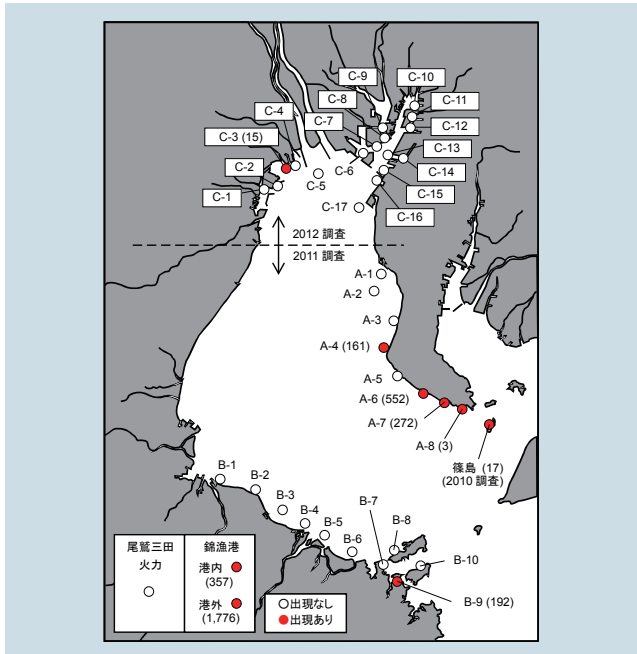 C-9
C-10
C-8
C-11
C-4
C-7
C-12
C-3 (15)
C-13
C-2
C-6
C-14
C-5
C-15
C-1
C-17
C-16
2012 調査
2011 調査
A-1
A-2
A-3
A-4 (161)
A-5
A-6 (552)
A-7 (272)
A-8 (3)
篠島 (17)
(2010 調査)
B-1
B-2
B-3
B-4
B-5
B-6
B-7
B-8
B-10
B-9 (192)
尾鷲三田
火力
錦漁港
港内
(357)
港外
(1,776)
出現なし
出現あり